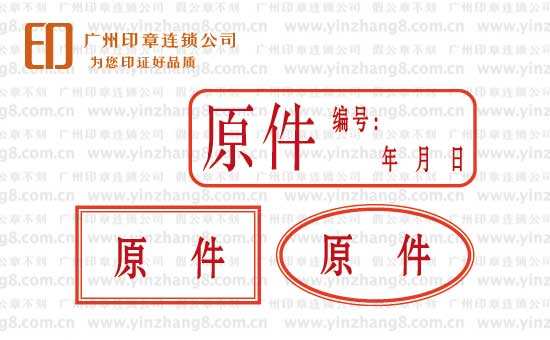 广州印章连锁公司
为您印证好品质
原件
编号：
年 月 日
原 件
原 件
假公章不刻 广州印章连锁公司
www.yinzhang8.com.cn